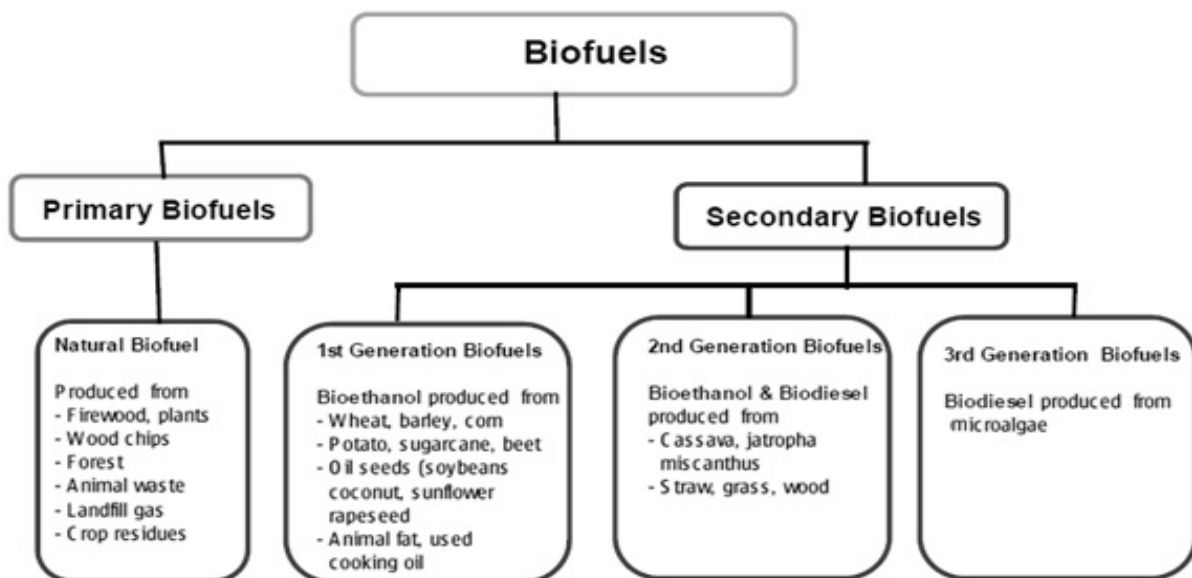 Biofuels
Primary Biofuels
Secondary Biofuels
Natural Biofuel
Produced from
- Firewood, plants
- Wood chips
- Forest
- Animal waste
- Landfill gas
- Crop residues
1st Generation Biofuels
Bioethanol produced from
- Wheat, barley, corn
- Potato, sugarcane, beet
- Oil seeds (soybeans
coconut, sunflower
rapeseed
- Animal fat, used
cooking oil
2nd Generation Biofuels
Bioethanol & Biodiesel
produced from
- Cassava, jatropha
miscanthus
- Straw, grass, wood
3rd Generation Biofuels
Biodiesel produced from
microalgae